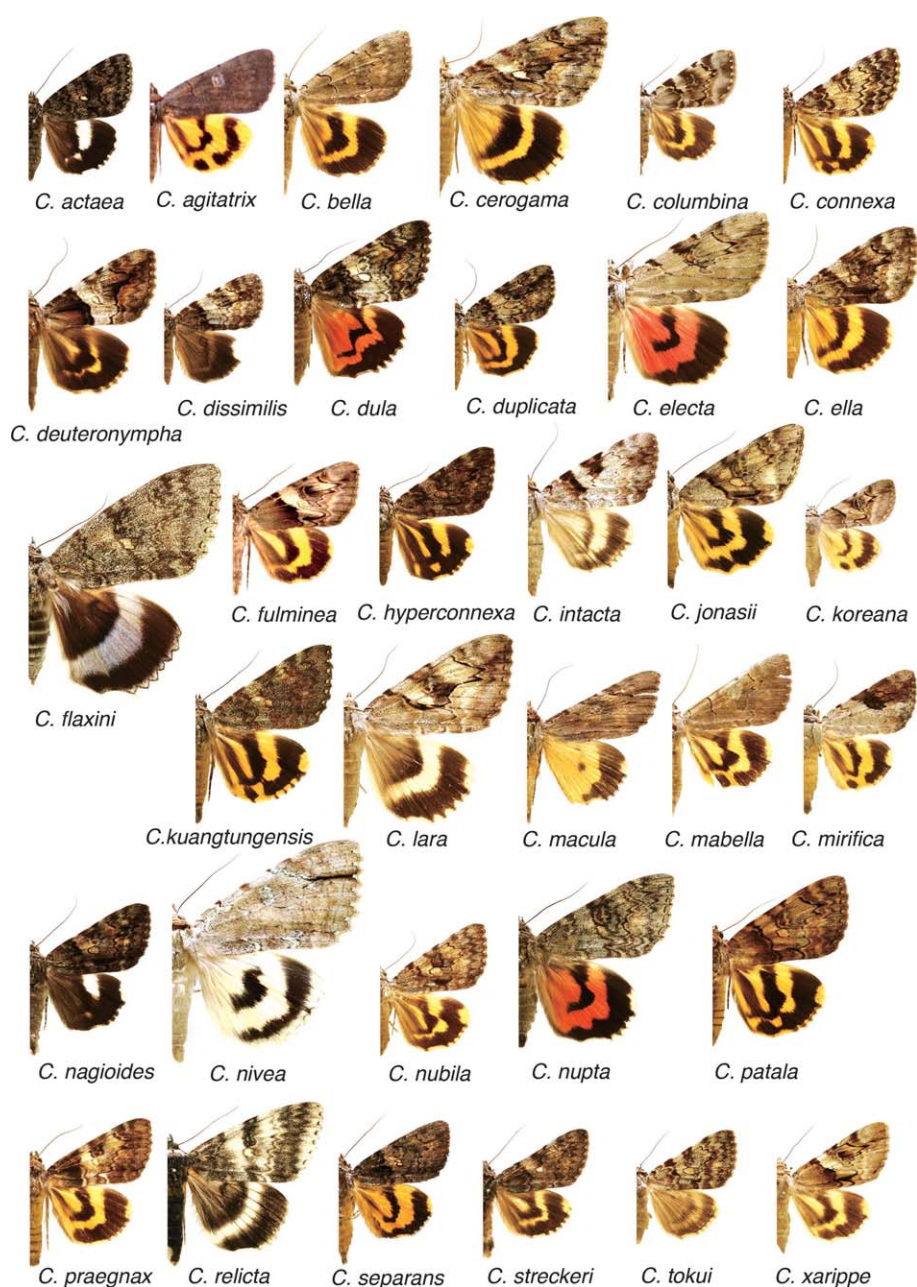 C. actaea
C. agitatrix
C. bella
C. cerogama
C. columbina
C. connexa
C. deuteronympha
C. dissimilis
C. dula
C. duplicata
C. electa
C. ella
C. flaxini
C. fulminea
C. hyperconnexa
C. intacta
C. jonasii
C. koreana
C.kuangtungensis
C. lara
C. macula
C. mabella
C. mirifica
C. nagioides
C. nivea
C. nubila
C. nupta
C. patala
C. praegnax
C. relicta
C. separans
C. streckeri
C. tokui
C. xarippe